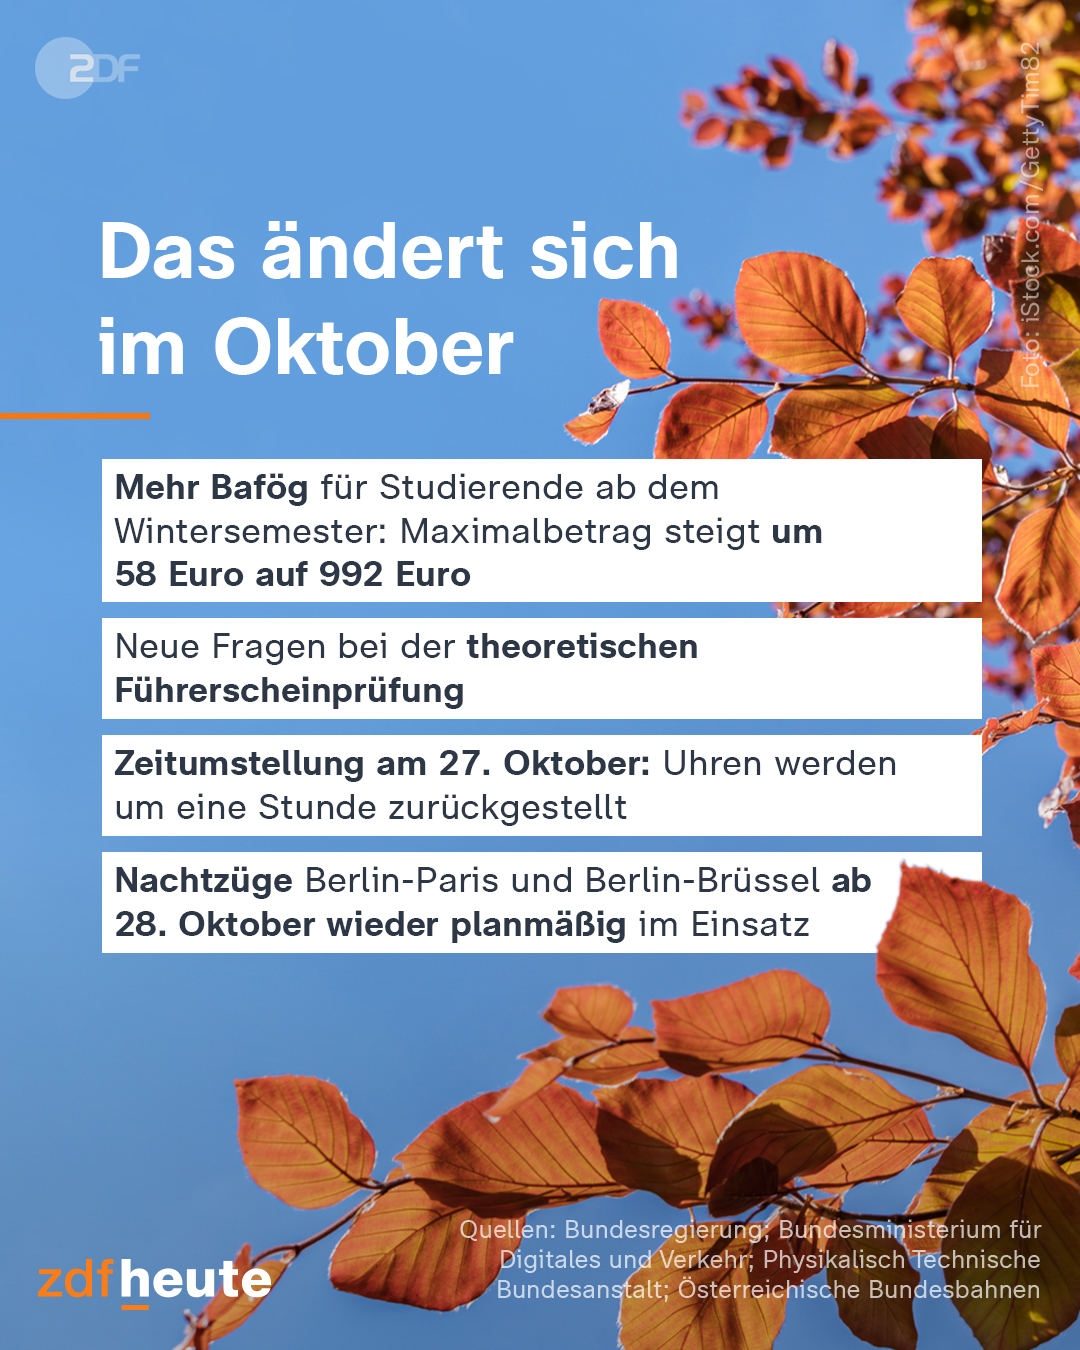 ZDF
Foto: iStock.com/GettyTim82
Das ändert sich
im Oktober
Mehr Bafög für Studierende ab dem
Wintersemester: Maximalbetrag steigt um
58 Euro auf 992 Euro
Neue Fragen bei der theoretischen
Führerscheinprüfung
Zeitumstellung am 27. Oktober: Uhren werden
um eine Stunde zurückgestellt
Nachtzüge Berlin-Paris und Berlin-Brüssel ab
28. Oktober wieder planmäßig im Einsatz
Quellen: Bundesregierung; Bundesministerium für
Digitales und Verkehr; Physikalisch Technische
Bundesanstalt; Österreichische Bundesbahnen
zdfheute